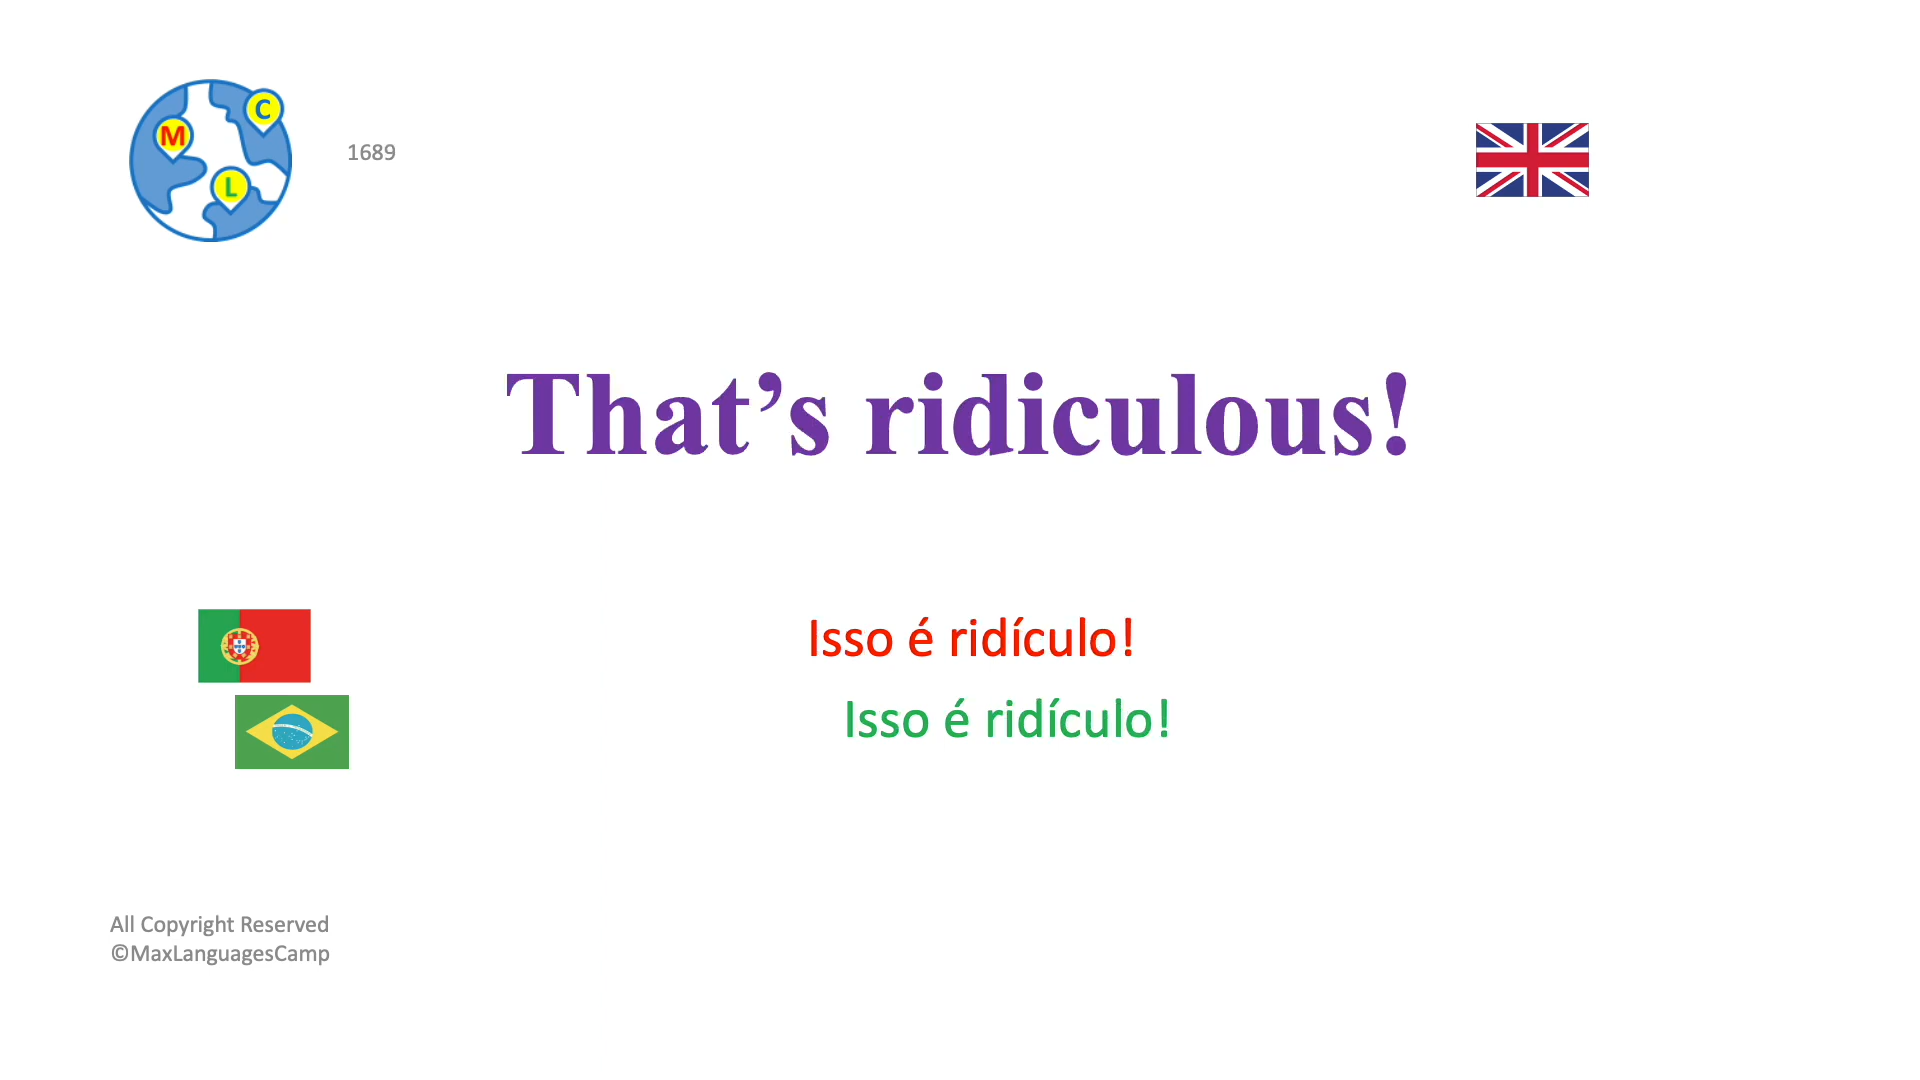 M
C
L
1689
That’s ridiculous!
Isso é ridículo!
Isso é ridículo!
All Copyright Reserved
©MaxLanguagesCamp